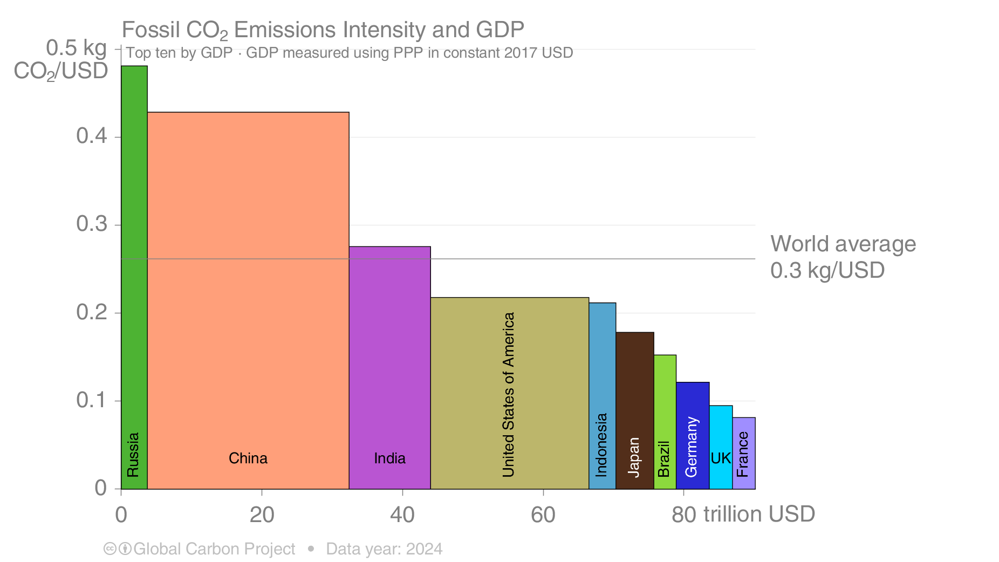 Fossil CO₂ Emissions Intensity and GDP
Top ten by GDP · GDP measured using PPP in constant 2017 USD
0.5 kg
CO₂/USD
0.4
0.3
0.2
0.1
0
World average
0.3 kg/USD
Russia
China
India
United States of America
Indonesia
Japan
Brazil
Germany
UK
France
0 20 40 60 80 trillion USD
cc Global Carbon Project • Data year: 2024